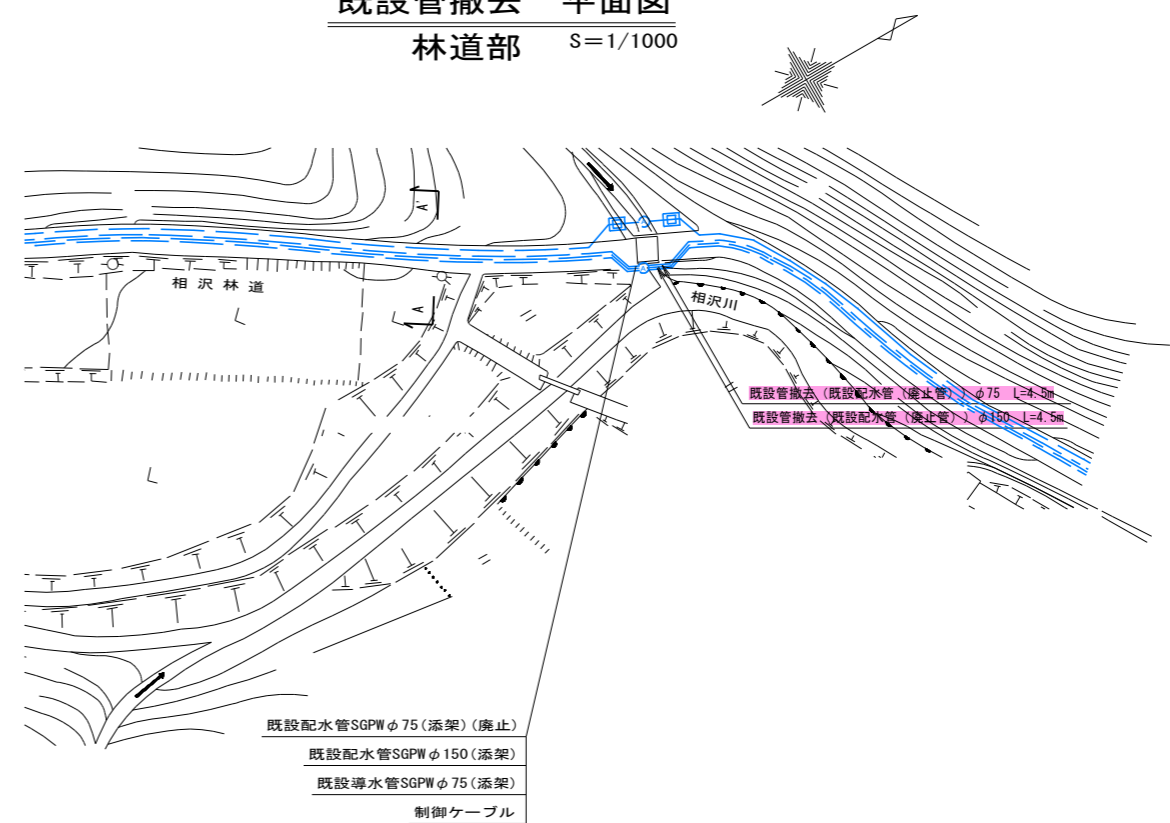 既設管撤去 平面図
林道部 S=1/1000
A'
相沢林道
A
相沢川
既設管撤去（既設配水管（廃止管））φ75 L=4.5m
既設管撤去（既設配水管（廃止管））φ150 L=4.5m
既設配水管SGPWφ75(添架)(廃止)
既設配水管SGPWφ150(添架)
既設導水管SGPWφ75(添架)
制御ケーブル